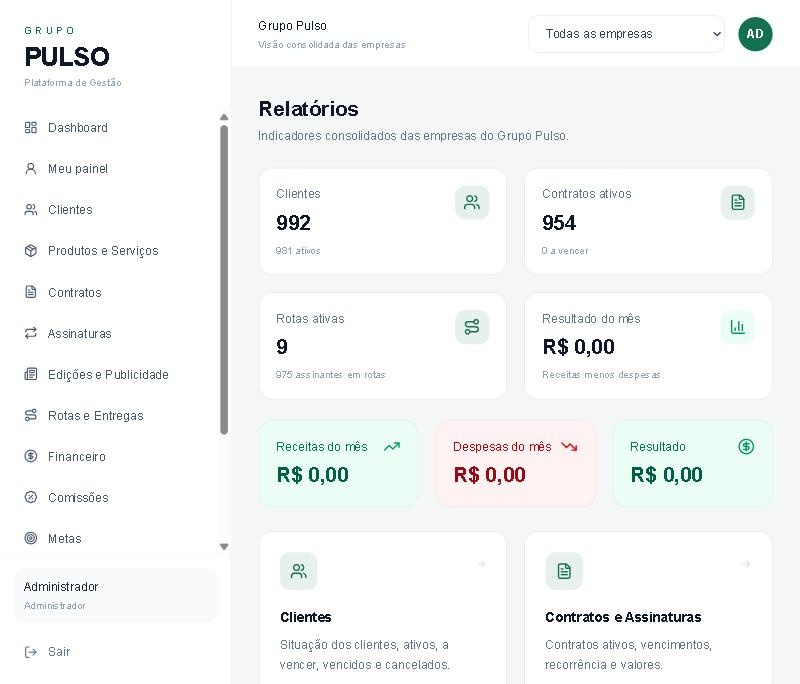 GRUPO
PULSO
Plataforma de Gestão
Dashboard
Meu painel
Clientes
Produtos e Serviços
Contratos
Assinaturas
Edições e Publicidade
Rotas e Entregas
Financeiro
Comissões
Metas
Administrador
Administrador
Sair
Grupo Pulso
Visão consolidada das empresas
Todas as empresas
AD
Relatórios
Indicadores consolidados das empresas do Grupo Pulso.
Clientes
992
981 ativos
Contratos ativos
954
0 a vencer
Rotas ativas
9
975 assinantes em rotas
Resultado do mês
R$ 0,00
Receitas menos despesas
Receitas do mês
R$ 0,00
Despesas do mês
R$ 0,00
Resultado
R$ 0,00
Clientes
Situação dos clientes, ativos, a
vencer, vencidos e cancelados.
Contratos e Assinaturas
Contratos ativos, vencimentos,
recorrência e valores.